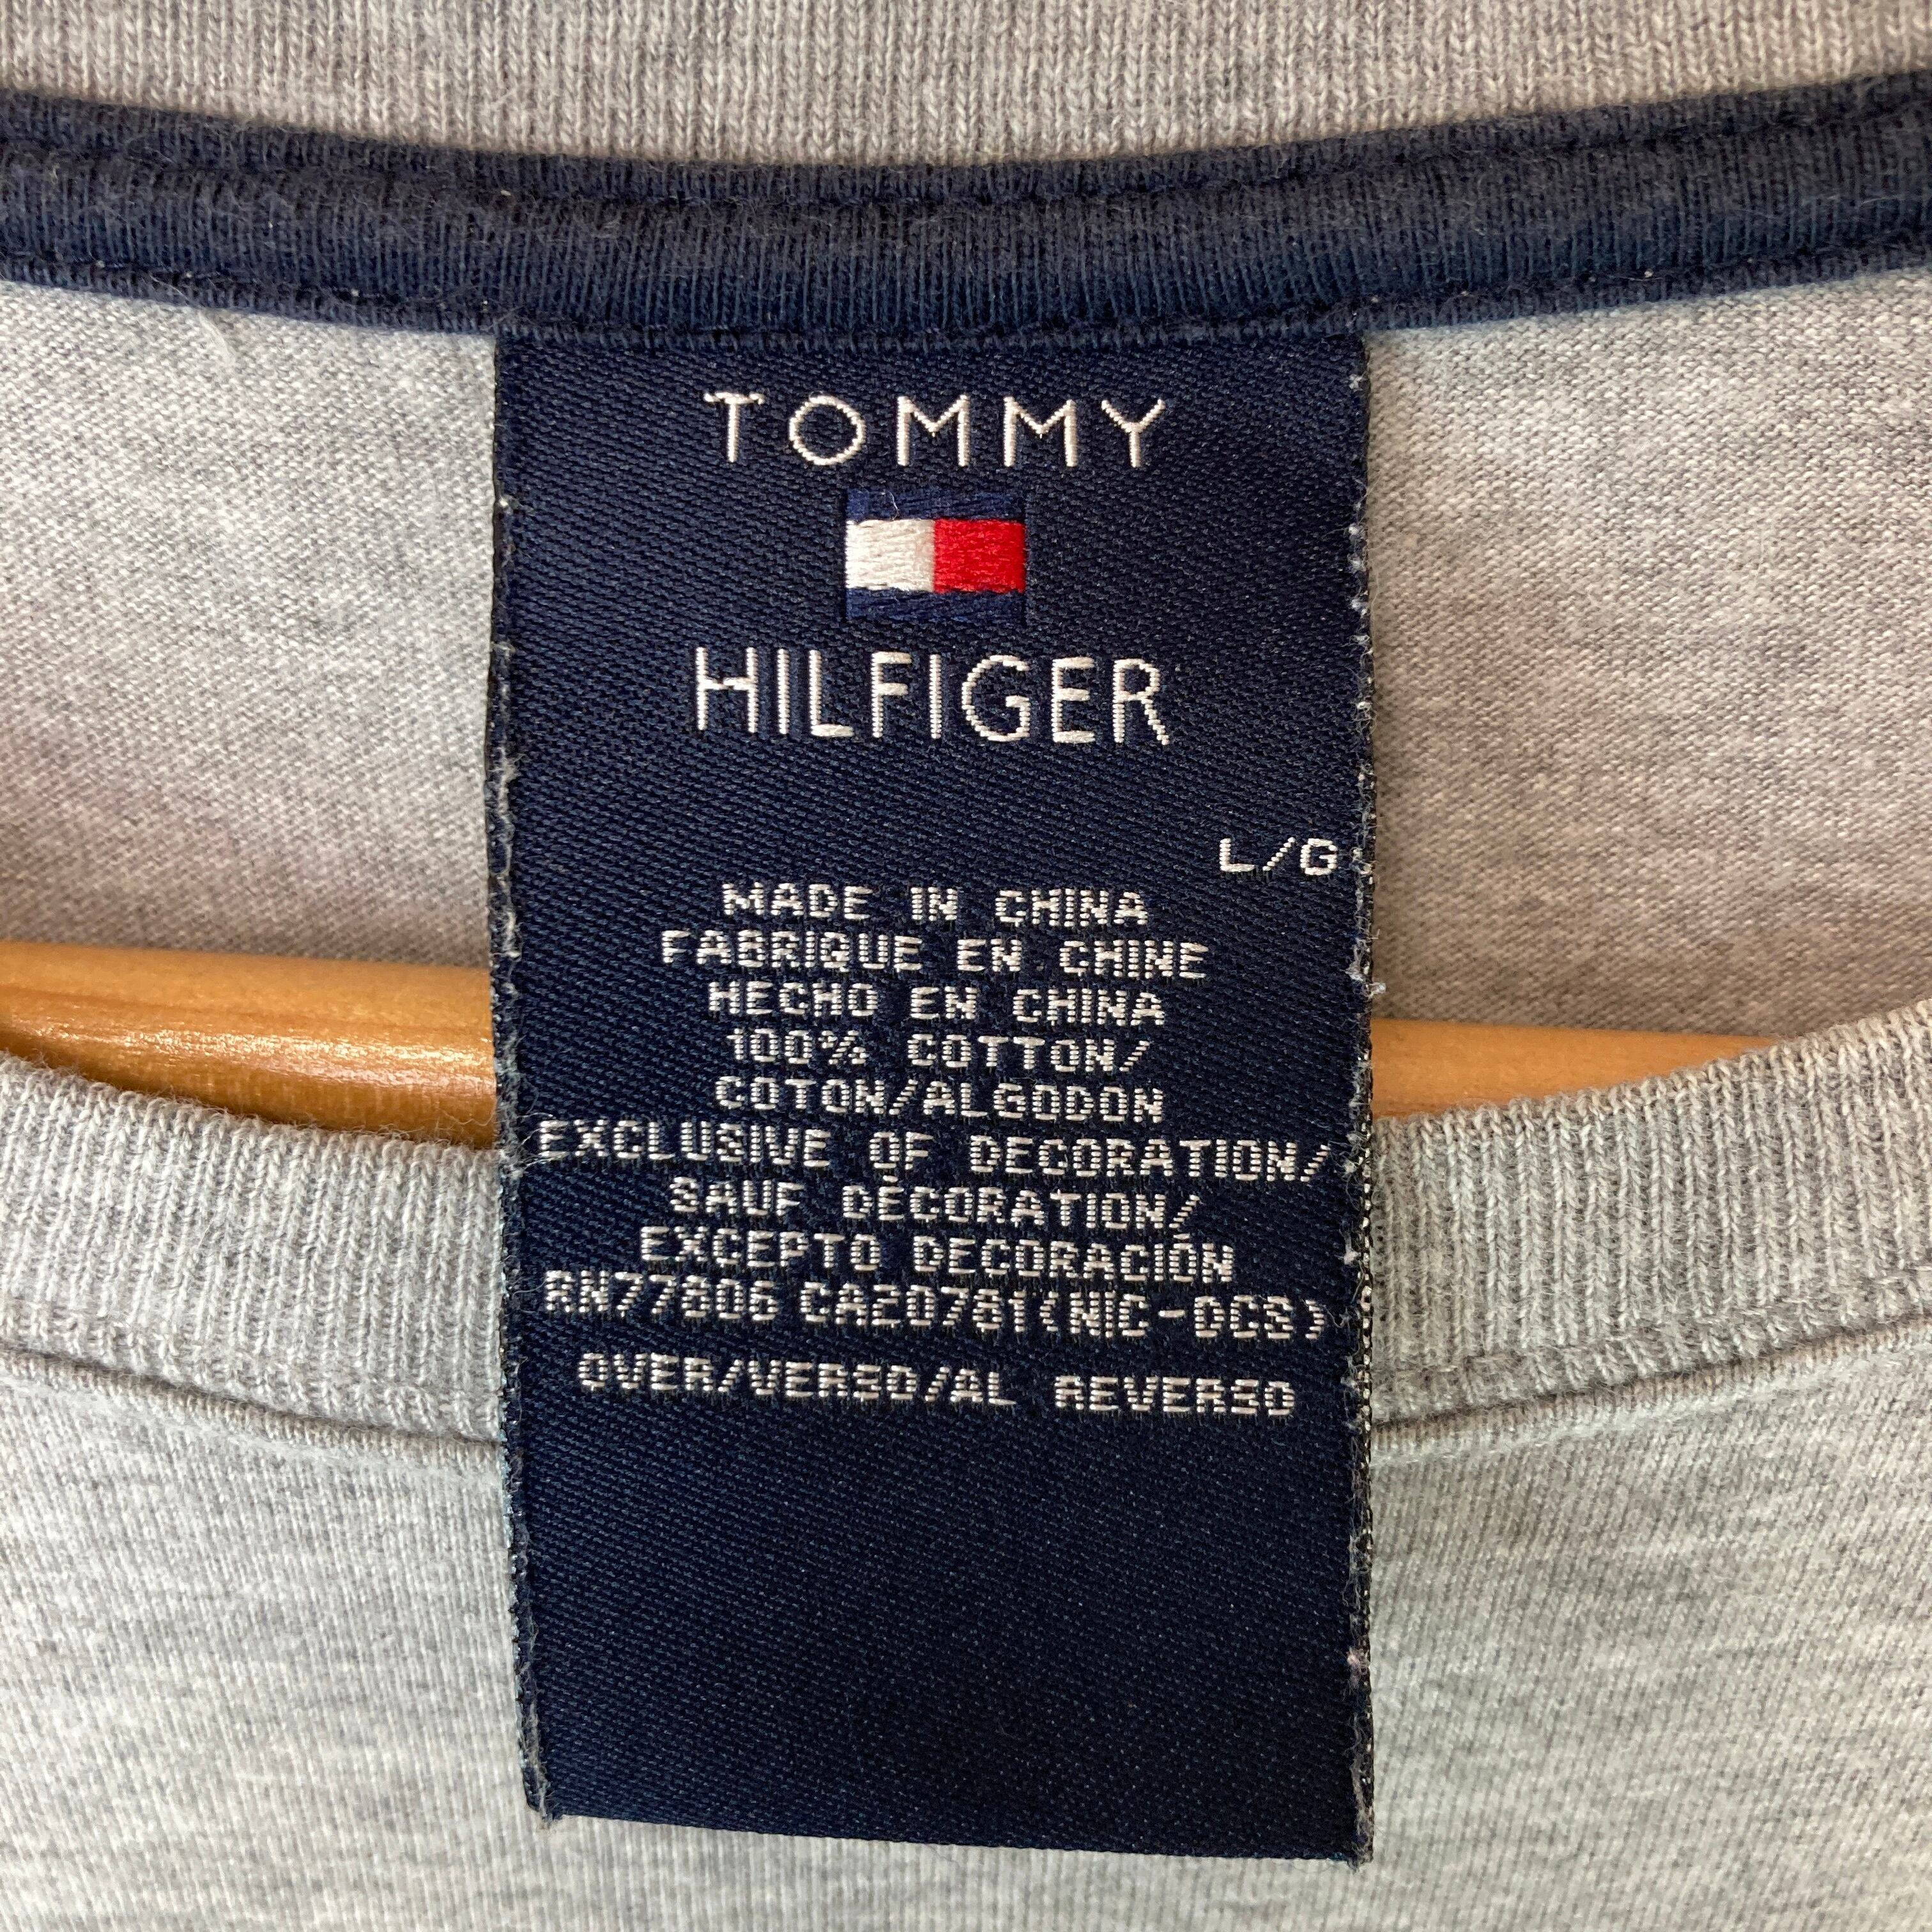 TOMMY
HILFIGER
L/G
MADE IN CHINA
FABRIQUE EN CHINE
HECHO EN CHINA
100% COTTON/
COTON/ALGODON
EXCLUSIVE OF DECORATION/
SAUF DÉCORATION/
EXCEPTO DECORACIÓN
RN77806 CA20781(NIC-DCS)
OVER/VERSO/AL REVERSO